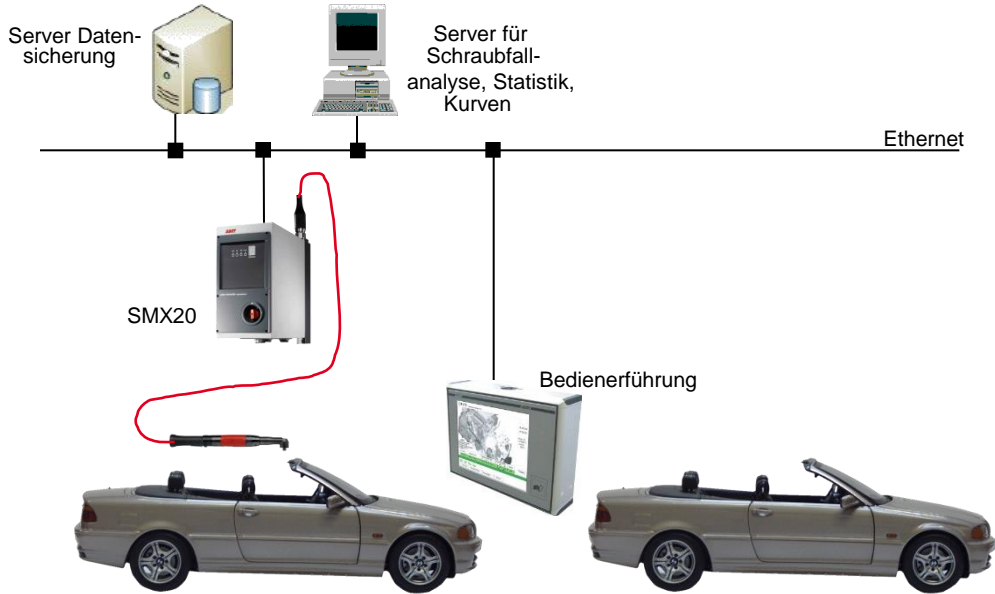 Server Daten-
sicherung
Server für
Schraubfall-
analyse, Statistik,
Kurven
Ethernet
SMX20
Bedienerführung